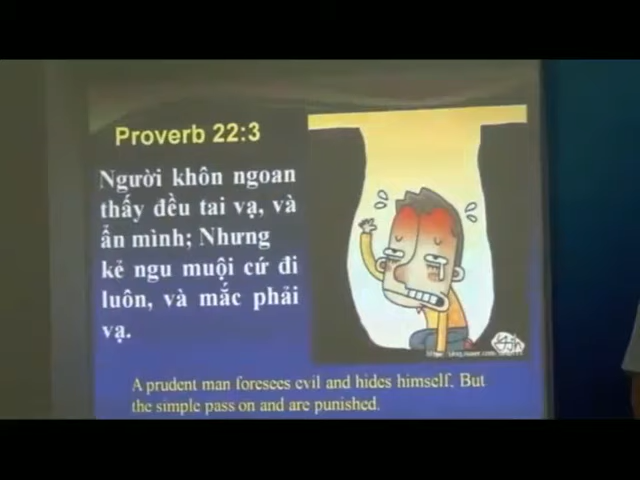 Proverb 22:3
Người khôn ngoan
thấy đều tai vạ, và
ẩn mình; Nhưng
kẻ ngu muội cứ đi
luôn, và mắc phải
vạ.
A prudent man foresees evil and hides himself. But
the simple pass on and are punished.